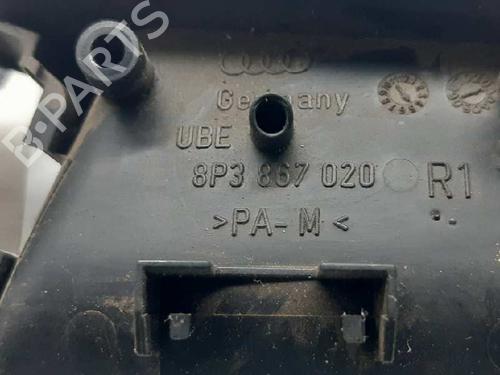 Germany
UBE
8P3 867 020 R1
>PA-M<
B-PARTS